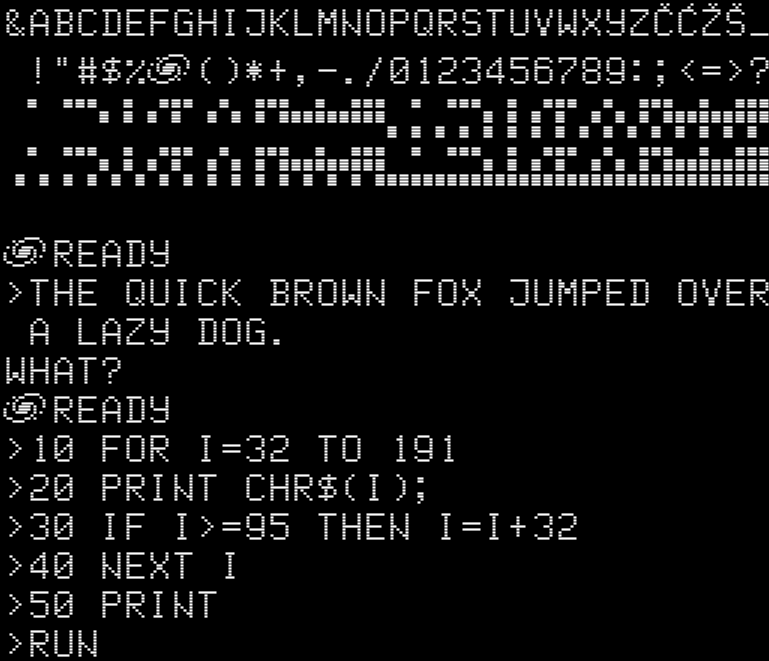 &ABCDEFGHIJKLMNOPQRSTUVWXYZČĆŽŠ_
!"#$% ()*+,-./0123456789:;<=>?
READY
>THE QUICK BROWN FOX JUMPED OVER
A LAZY DOG.
WHAT?
READY
>10 FOR I=32 TO 191
>20 PRINT CHR$(I);
>30 IF I>=95 THEN I=I+32
>40 NEXT I
>50 PRINT
>RUN